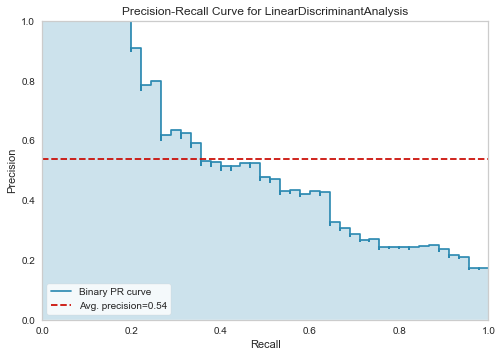 Precision-Recall Curve for LinearDiscriminantAnalysis
1.0
0.8
0.6
0.4
0.2
0.0
Precision
Binary PR curve
Avg. precision=0.54
0.0 0.2 0.4 0.6 0.8 1.0
Recall